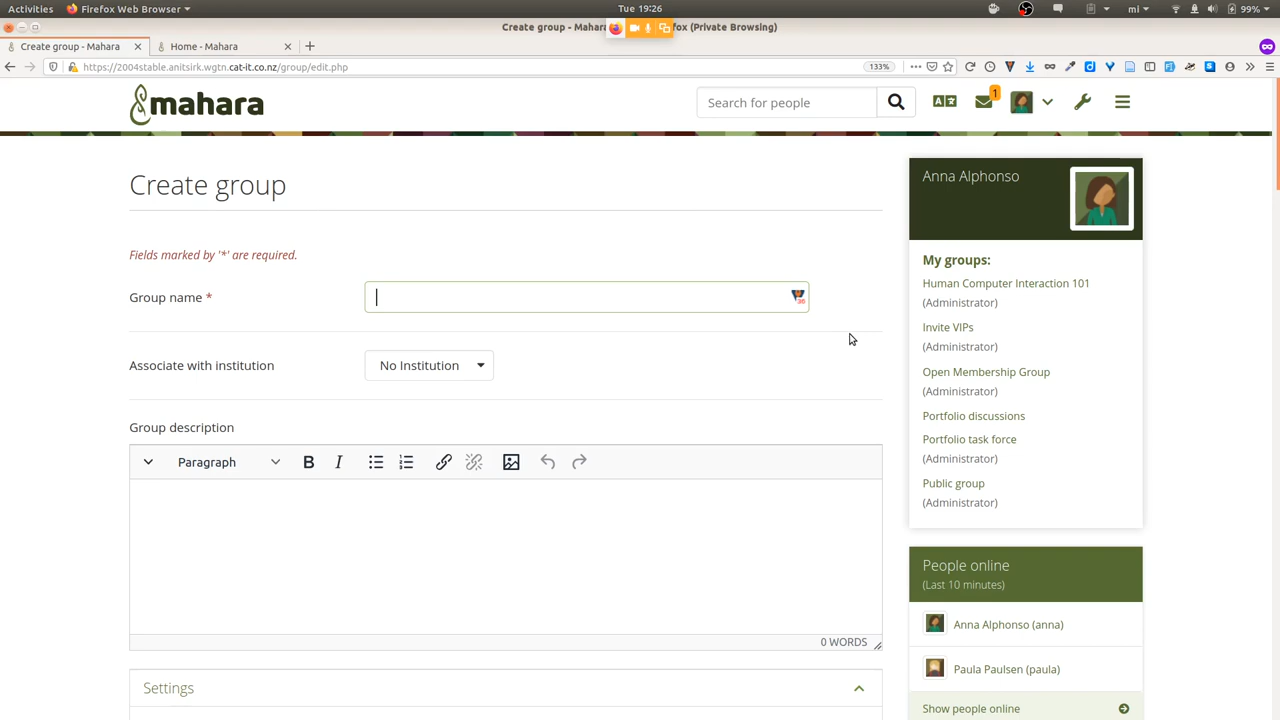 Activities Firefox Web Browser Tue 19:26 mi 99%
Create group - Mahara fox (Private Browsing)
Create group - Mahara Home - Mahara
https://2004stable.anitsirk.wgtn.cat-it.co.nz/group/edit.php 133%
mahara
Search for people
1
Create group
Fields marked by '*' are required.
Group name *
Associate with institution
No Institution
Group description
Paragraph
0 WORDS
Settings
Anna Alphonso
My groups:
Human Computer Interaction 101
(Administrator)
Invite VIPs
(Administrator)
Open Membership Group
(Administrator)
Portfolio discussions
Portfolio task force
(Administrator)
Public group
(Administrator)
People online
(Last 10 minutes)
Anna Alphonso (anna)
Paula Paulsen (paula)
Show people online